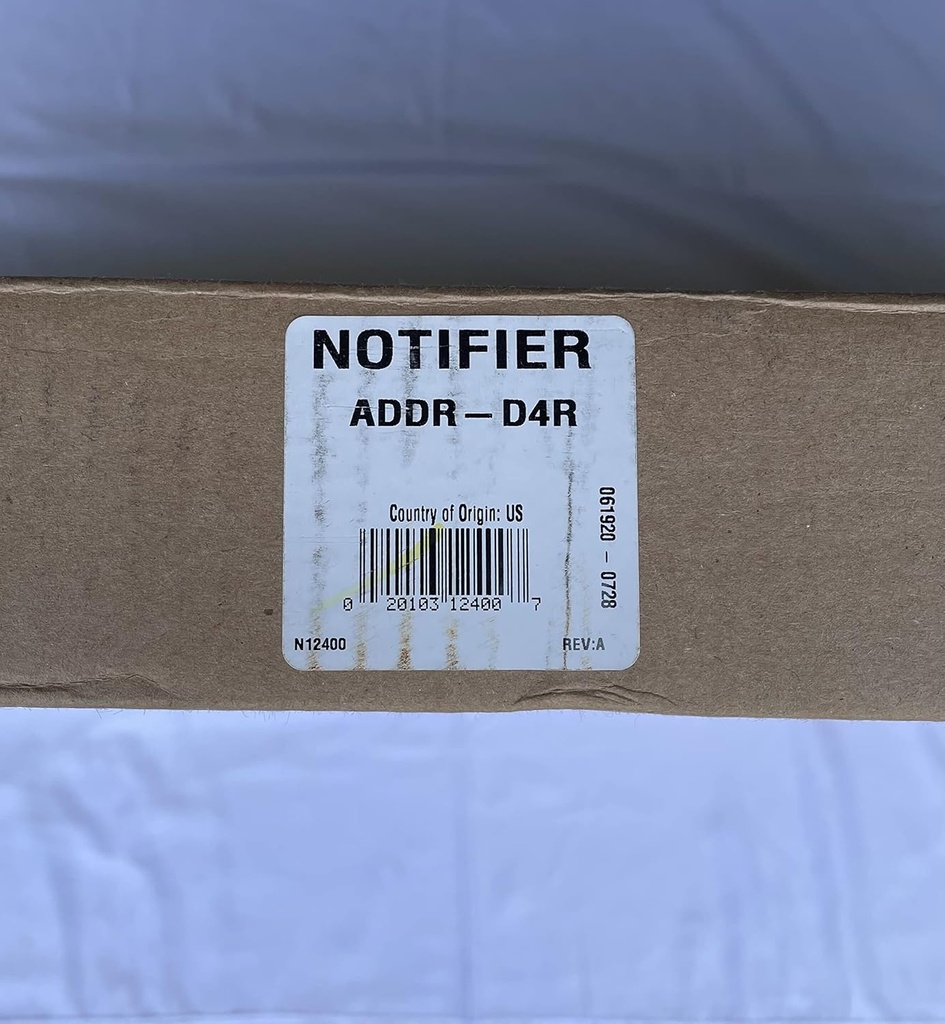 NOTIFIER
ADDR — D4R
Country of Origin: US
0 20103 12400 7
N12400
REV:A
061920 — 0728